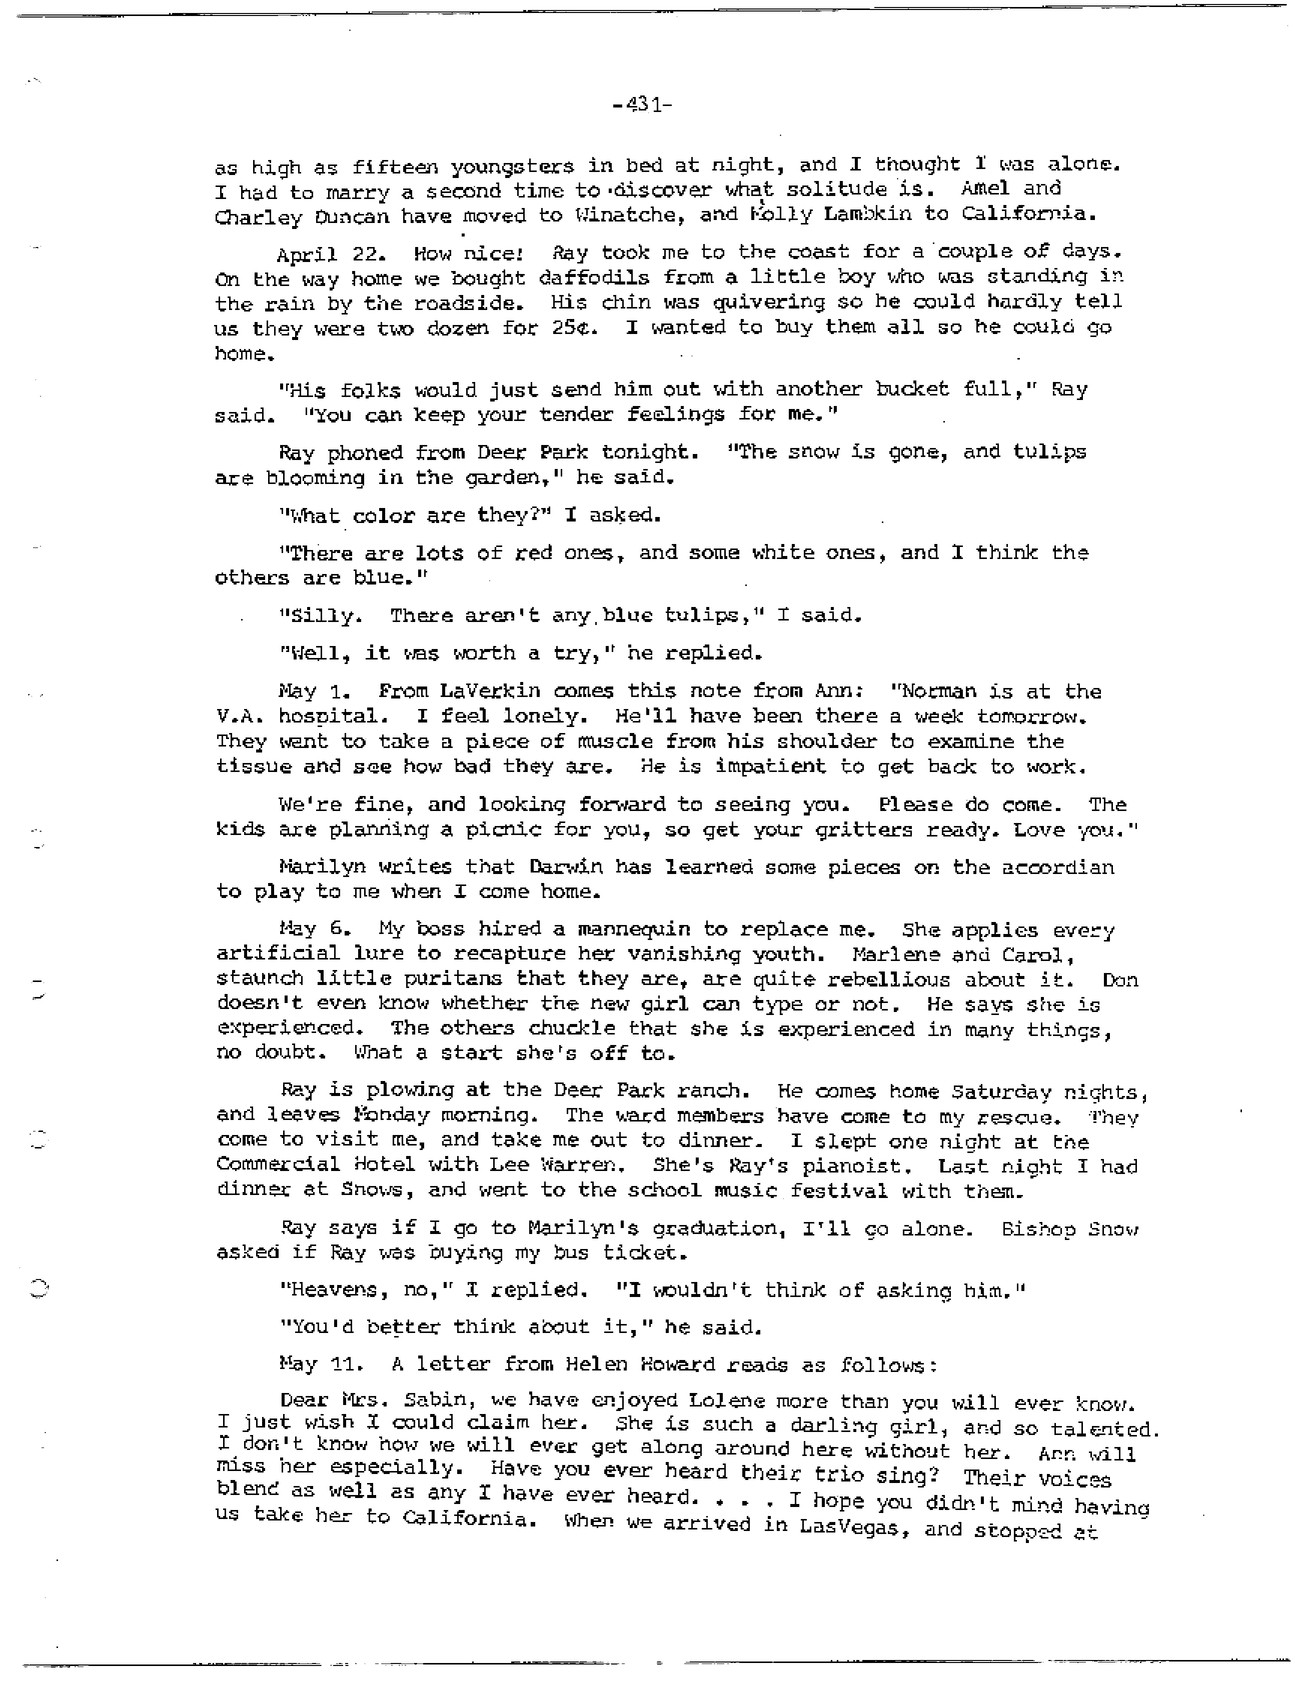 -431-
as high as fifteen youngsters in bed at night, and I thought I was alone.
I had to marry a second time to discover what solitude is.  Amel and
Charley Duncan have moved to Winatche, and Holly Lambkin to California.
April 22.  How nice!  Ray took me to the coast for a couple of days.
On the way home we bought daffodils from a little boy who was standing in
the rain by the roadside.  His chin was quivering so he could hardly tell
us they were two dozen for 25¢.  I wanted to buy them all so he could go
home.
"His folks would just send him out with another bucket full," Ray
said.  "You can keep your tender feelings for me."
Ray phoned from Deer Park tonight.  "The snow is gone, and tulips
are blooming in the garden," he said.
"What color are they?" I asked.
"There are lots of red ones, and some white ones, and I think the
others are blue."
"Silly.  There aren't any blue tulips," I said.
"Well, it was worth a try," he replied.
May 1.  From LaVerkin comes this note from Ann:  "Norman is at the
V.A. hospital.  I feel lonely.  He'll have been there a week tomorrow.
They want to take a piece of muscle from his shoulder to examine the
tissue and see how bad they are.  He is impatient to get back to work.
We're fine, and looking forward to seeing you.  Please do come.  The
kids are planning a picnic for you, so get your gritters ready. Love you."
Marilyn writes that Darwin has learned some pieces on the accordian
to play to me when I come home.
May 6.  My boss hired a mannequin to replace me.  She applies every
artificial lure to recapture her vanishing youth.  Marlene and Carol,
staunch little puritans that they are, are quite rebellious about it.  Don
doesn't even know whether the new girl can type or not.  He says she is
experienced.  The others chuckle that she is experienced in many things,
no doubt.  What a start she's off to.
Ray is plowing at the Deer Park ranch.  He comes home Saturday nights,
and leaves Monday morning.  The ward members have come to my rescue.  They
come to visit me, and take me out to dinner.  I slept one night at the
Commercial Hotel with Lee Warren.  She's Ray's pianoist.  Last night I had
dinner at Snows, and went to the school music festival with them.
Ray says if I go to Marilyn's graduation, I'll go alone.  Bishop Snow
asked if Ray was buying my bus ticket.
"Heavens, no," I replied.  "I wouldn't think of asking him."
"You'd better think about it," he said.
May 11.  A letter from Helen Howard reads as follows:
Dear Mrs. Sabin, we have enjoyed Lolene more than you will ever know.
I just wish I could claim her.  She is such a darling girl, and so talented.
I don't know how we will ever get along around here without her.  Ann will
miss her especially.  Have you ever heard their trio sing?  Their voices
blend as well as any I have ever heard. . . . I hope you didn't mind having
us take her to California.  When we arrived in LasVegas, and stopped at